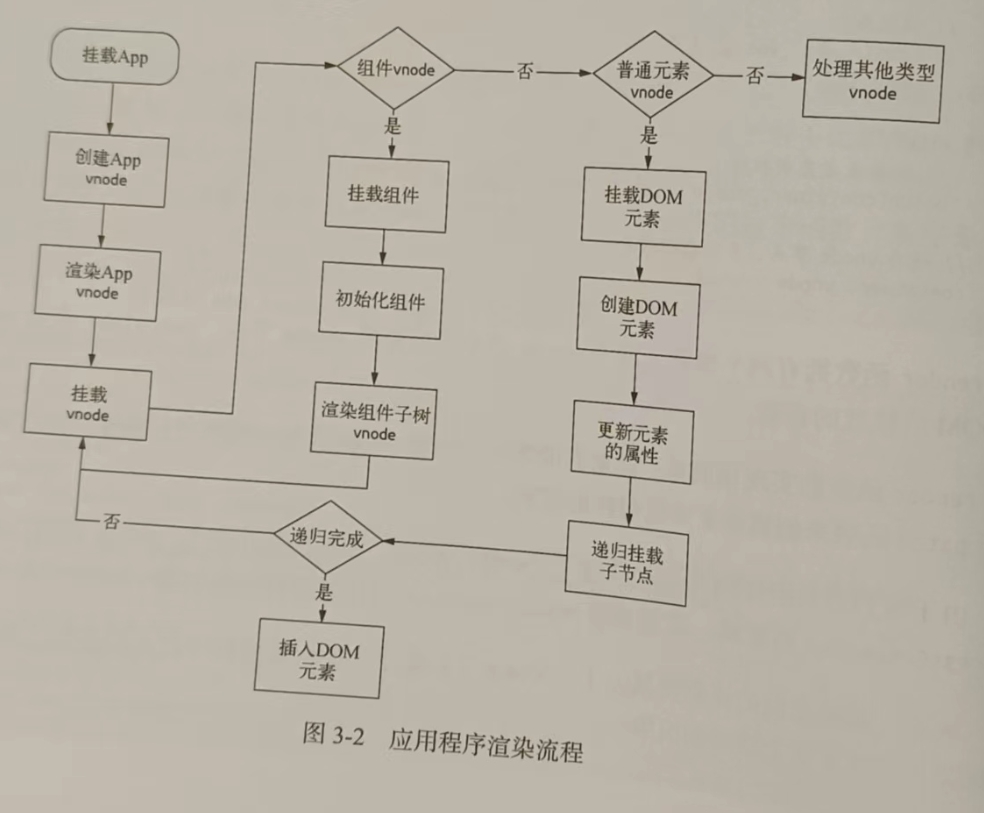 挂载App
创建App
vnode
渲染App
vnode
挂载
vnode
组件vnode
是
否
挂载组件
初始化组件
渲染组件子树
vnode
普通元素
vnode
是
否
处理其他类型
vnode
挂载DOM
元素
创建DOM
元素
更新元素
的属性
递归挂载
子节点
递归完成
否
是
插入DOM
元素
图 3-2 应用程序渲染流程